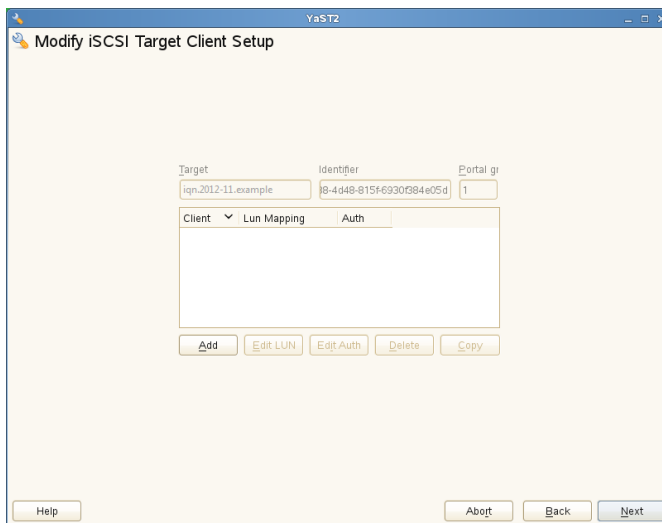 YaST2
Modify iSCSI Target Client Setup
Target Identifier Portal gr
iqn.2012-11.example 38-4d48-815f-6930f384e05d 1
Client Lun Mapping Auth
Add Edit LUN Edit Auth Delete Copy
Help Abort Back Next